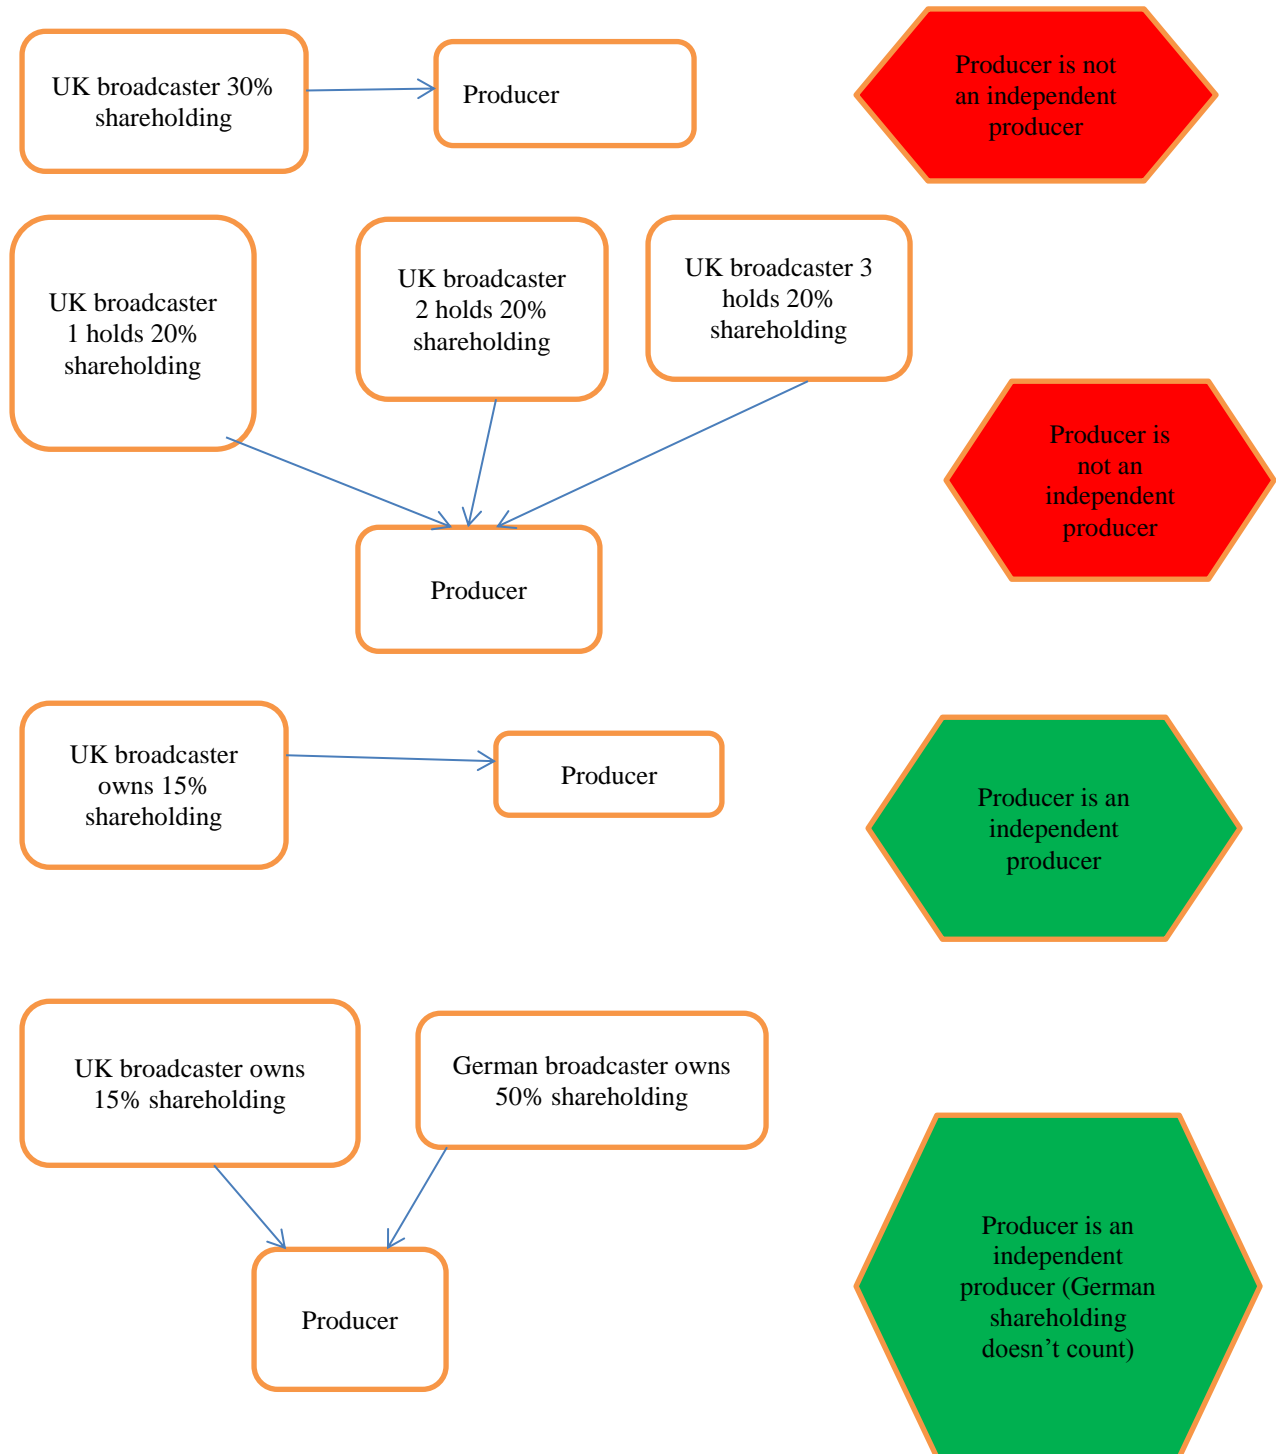 UK broadcaster 30%
shareholding
Producer
Producer is not
an independent
producer
UK broadcaster
1 holds 20%
shareholding
UK broadcaster
2 holds 20%
shareholding
UK broadcaster 3
holds 20%
shareholding
Producer
Producer is
not an
independent
producer
UK broadcaster
owns 15%
shareholding
Producer
Producer is an
independent
producer
UK broadcaster owns
15% shareholding
German broadcaster owns
50% shareholding
Producer
Producer is an
independent
producer (German
shareholding
doesn’t count)